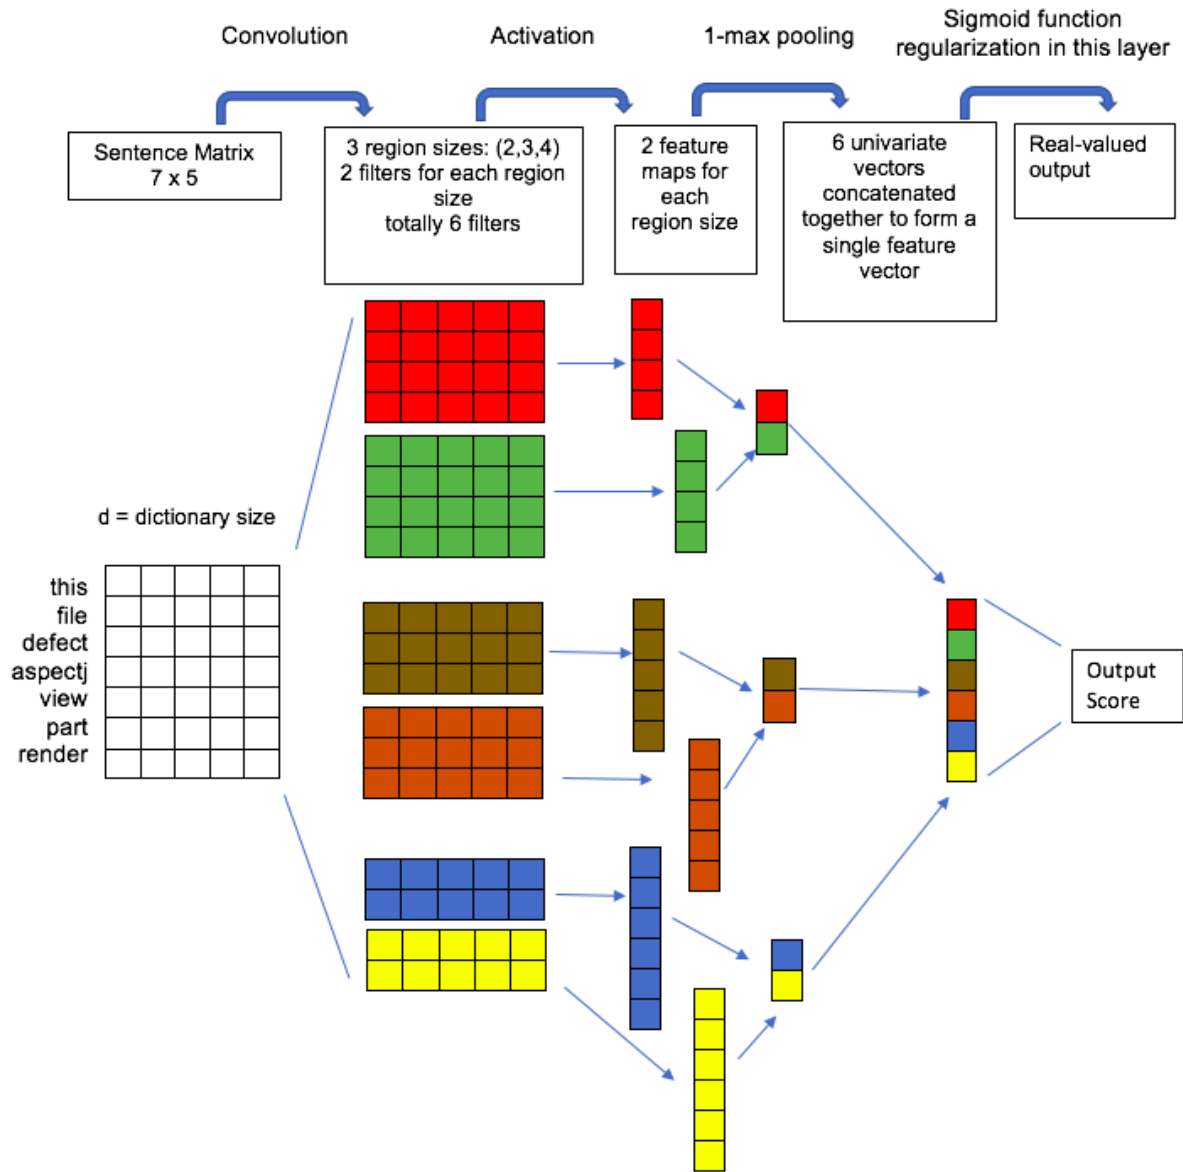 Convolution
Activation
1-max pooling
Sigmoid function
regularization in this layer
Sentence Matrix
7 x 5
3 region sizes: (2,3,4)
2 filters for each region
size
totally 6 filters
2 feature
maps for
each
region size
6 univariate
vectors
concatenated
together to form a
single feature
vector
Real-valued
output
d = dictionary size
this
file
defect
aspectj
view
part
render
Output
Score